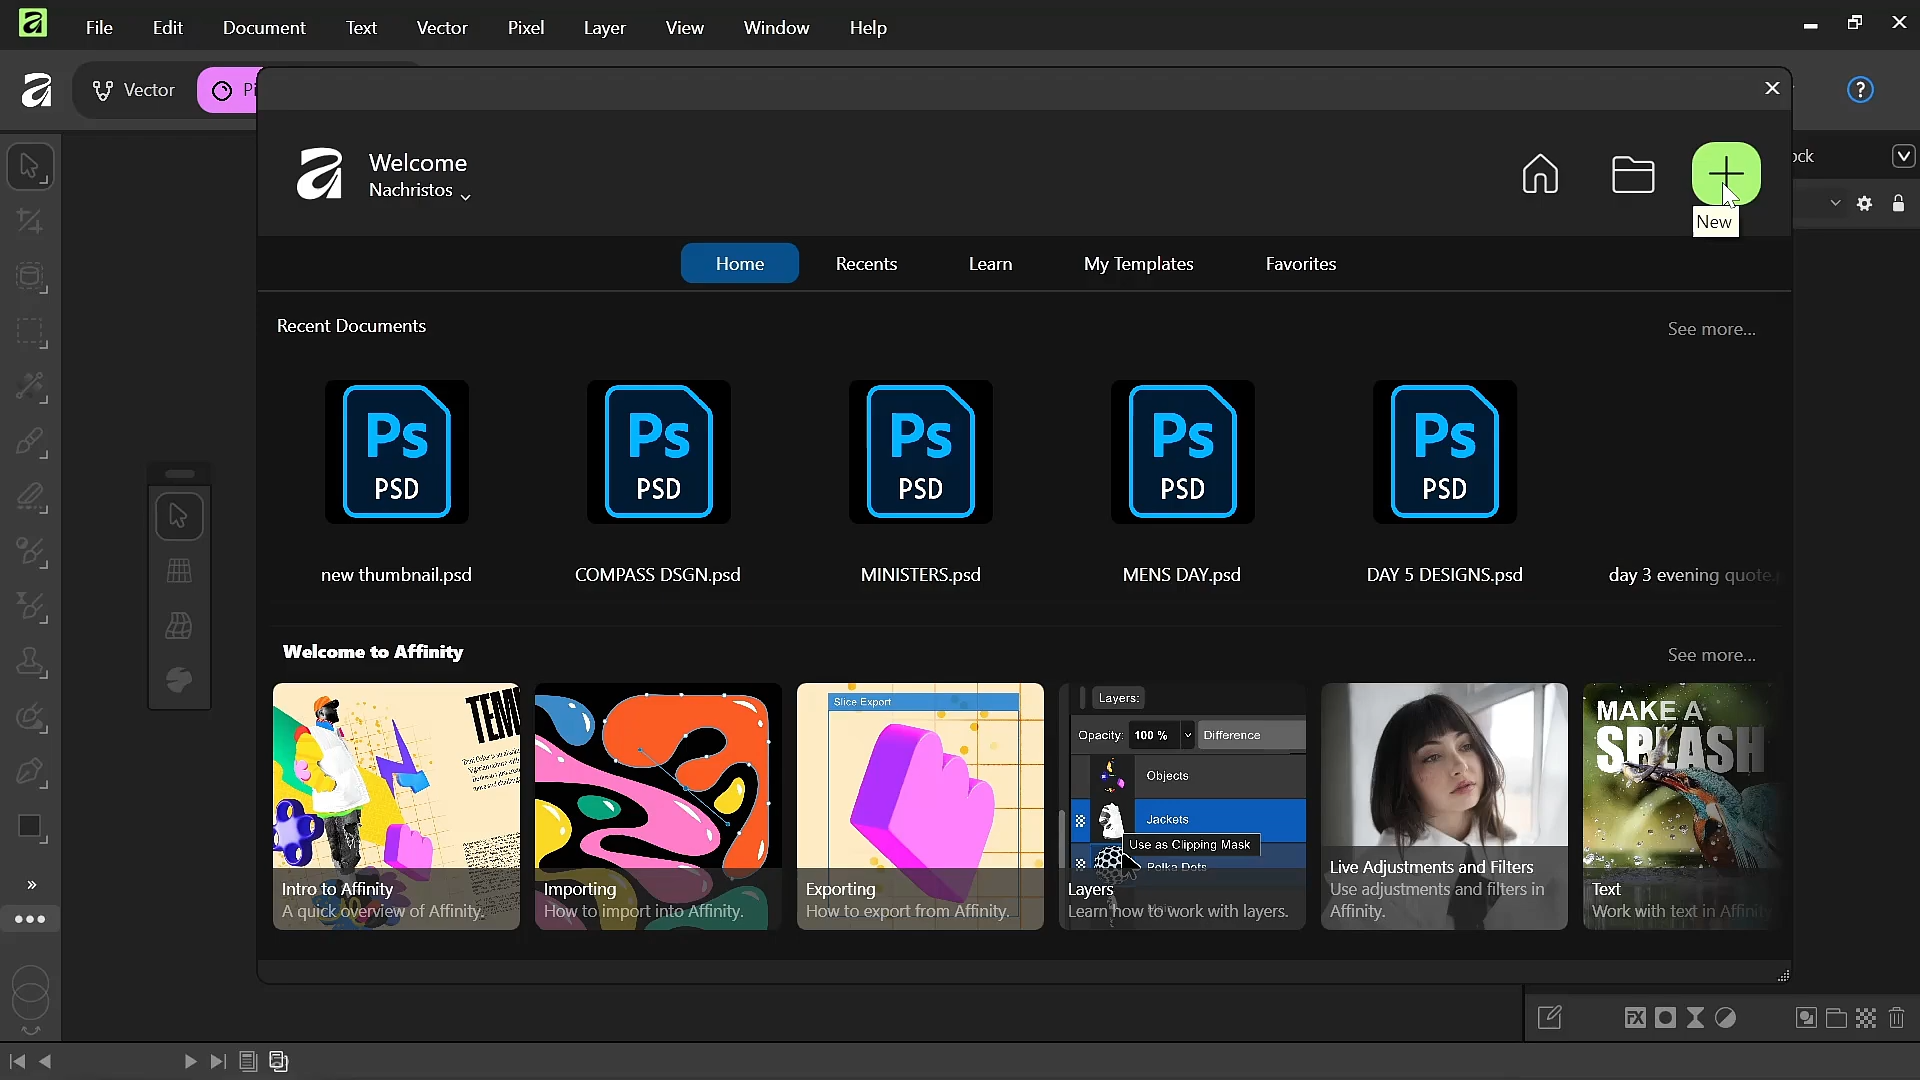 File Edit Document Text Vector Pixel Layer View Window Help
Vector
?
Welcome
Nachristos
New
Home Recents Learn My Templates Favorites
Recent Documents
See more...
Ps Ps Ps Ps Ps
PSD PSD PSD PSD PSD
new thumbnail.psd COMPASS DSGN.psd MINISTERS.psd MENS DAY.psd DAY 5 DESIGNS.psd day 3 evening quote.
Welcome to Affinity
See more...
Slice Export
Layers:
Opacity: 100 % Difference
Objects
Jackets
Use as Clipping Mask
Polka Dots
MAKE A
SPLASH
Intro to Affinity
A quick overview of Affinity.
Importing
How to import into Affinity.
Exporting
How to export from Affinity.
Layers
Learn how to work with layers.
Live Adjustments and Filters
Use adjustments and filters in
Affinity.
Text
Work with text in Affinity
FX